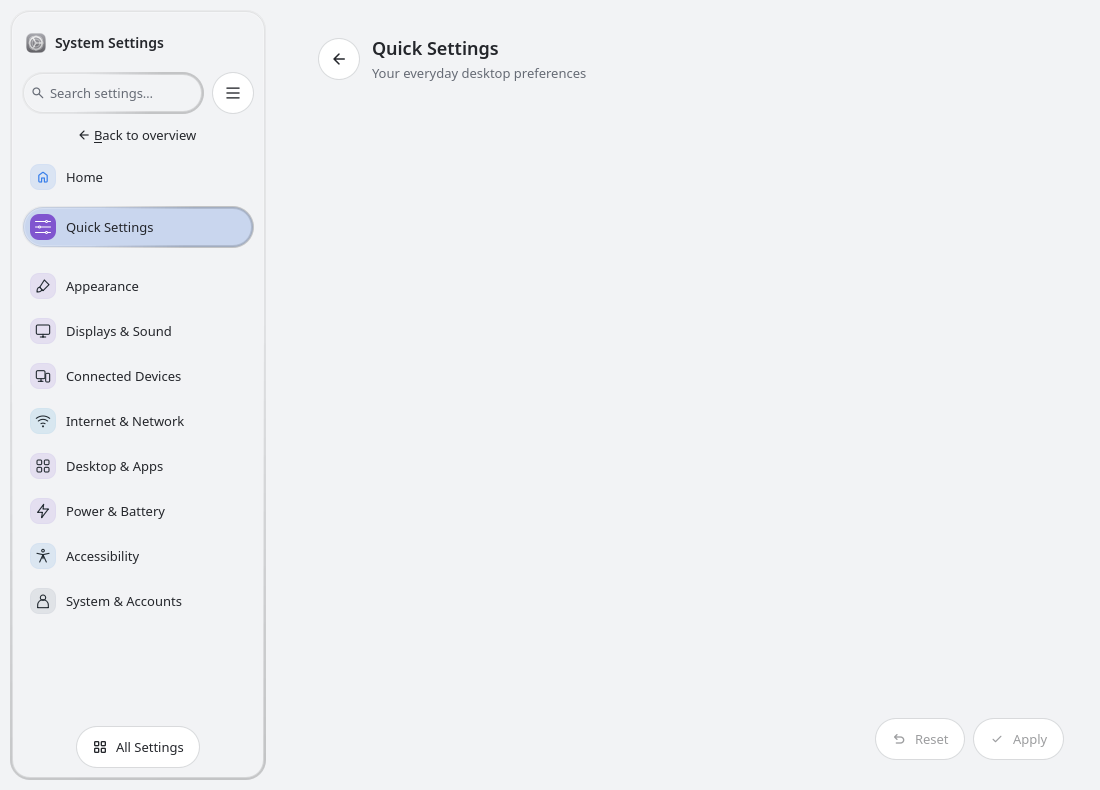 System Settings
Search settings...
Back to overview
Home
Quick Settings
Appearance
Displays & Sound
Connected Devices
Internet & Network
Desktop & Apps
Power & Battery
Accessibility
System & Accounts
All Settings
Quick Settings
Your everyday desktop preferences
Reset
Apply